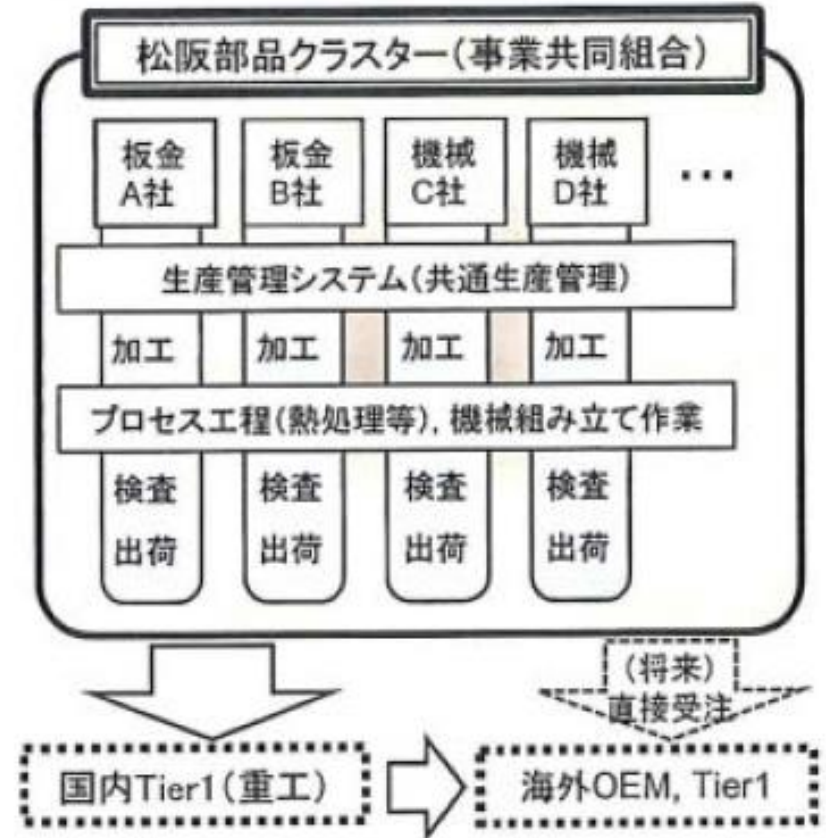 松阪部品クラスター(事業共同組合)
板金 板金 機械 機械
A社 B社 C社 D社 …
生産管理システム(共通生産管理)
加工 加工 加工 加工
プロセス工程(熱処理等), 機械組み立て作業
検査 検査 検査 検査
出荷 出荷 出荷 出荷
(将来)
直接受注
国内Tier1(重工) 海外OEM, Tier1